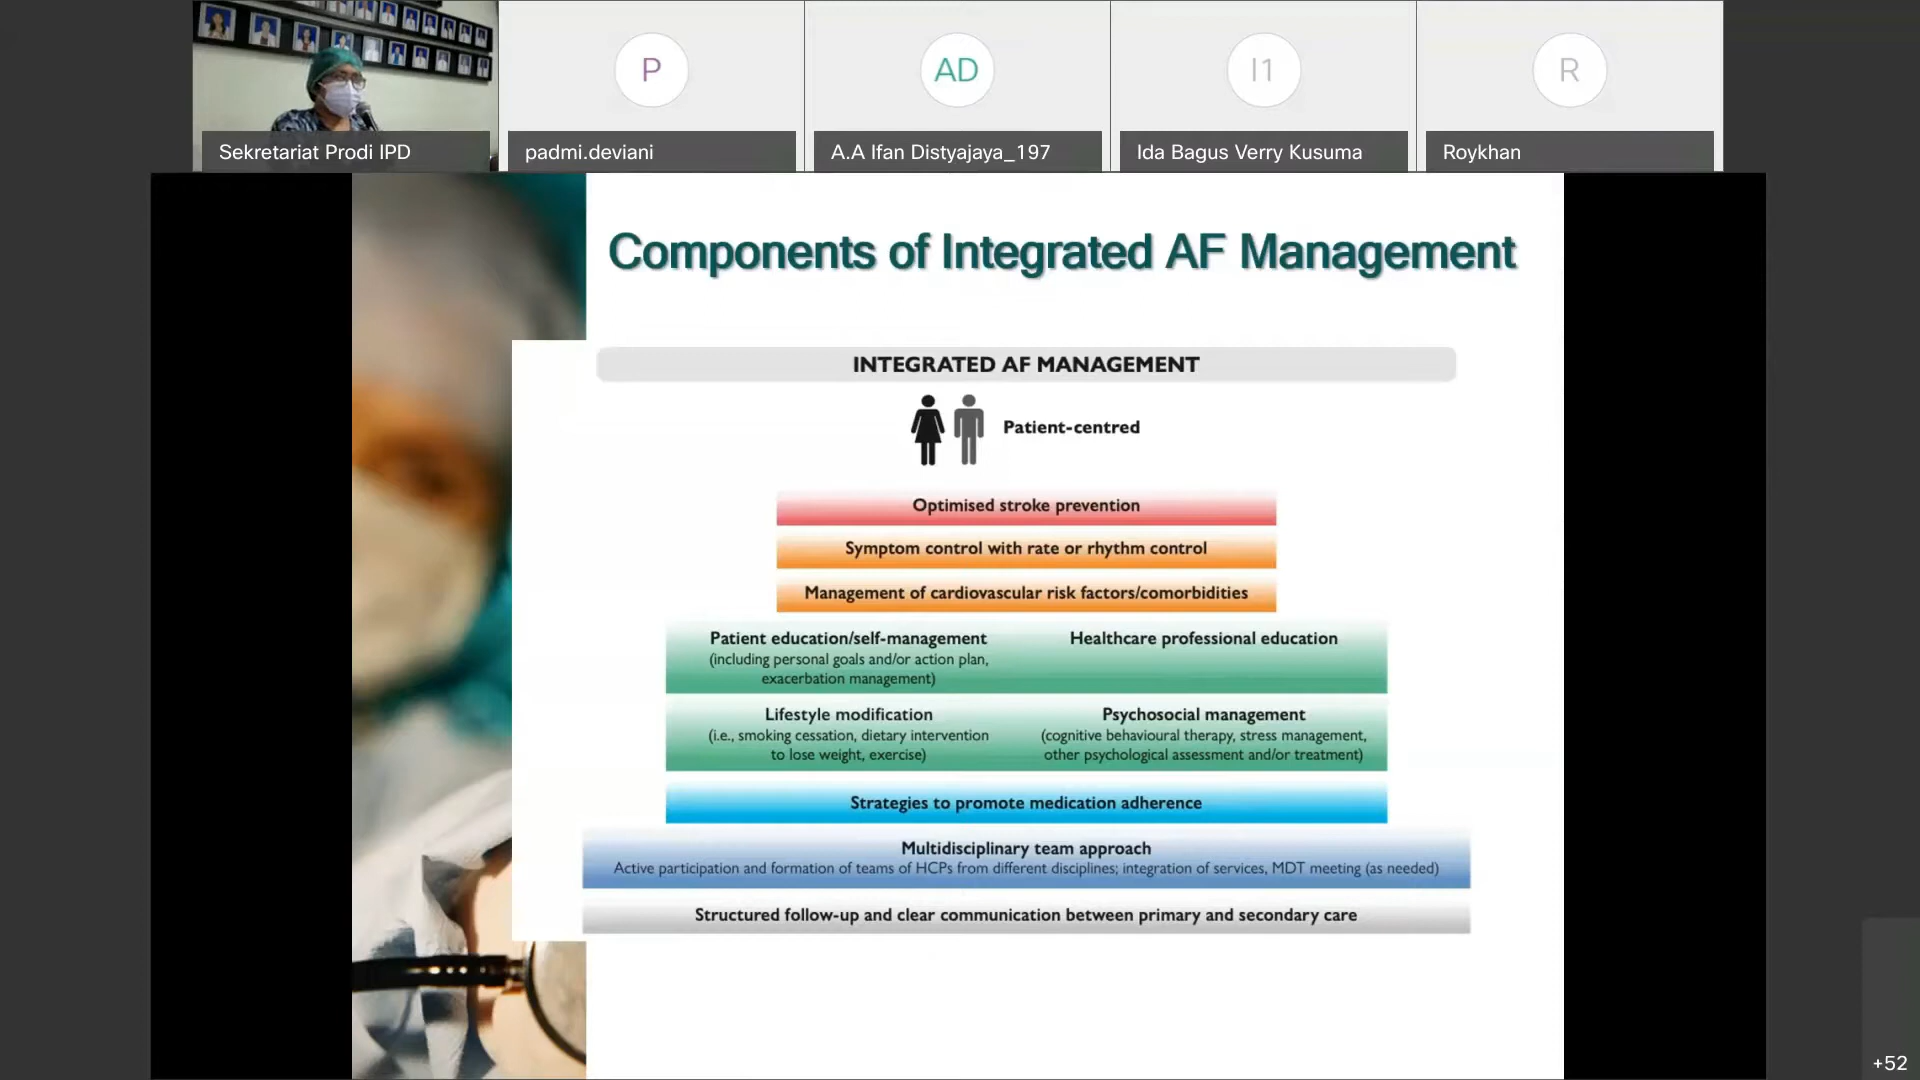 P
AD
I1
R
Sekretariat Prodi IPD
padmi.deviani
A.A Ifan Distyajaya_197
Ida Bagus Verry Kusuma
Roykhan
Components of Integrated AF Management
INTEGRATED AF MANAGEMENT
Patient-centred
Optimised stroke prevention
Symptom control with rate or rhythm control
Management of cardiovascular risk factors/comorbidities
Patient education/self-management
(including personal goals and/or action plan,
exacerbation management)
Healthcare professional education
Lifestyle modification
(i.e., smoking cessation, dietary intervention
to lose weight, exercise)
Psychosocial management
(cognitive behavioural therapy, stress management,
other psychological assessment and/or treatment)
Strategies to promote medication adherence
Multidisciplinary team approach
Active participation and formation of teams of HCPs from different disciplines; integration of services, MDT meeting (as needed)
Structured follow-up and clear communication between primary and secondary care
+52